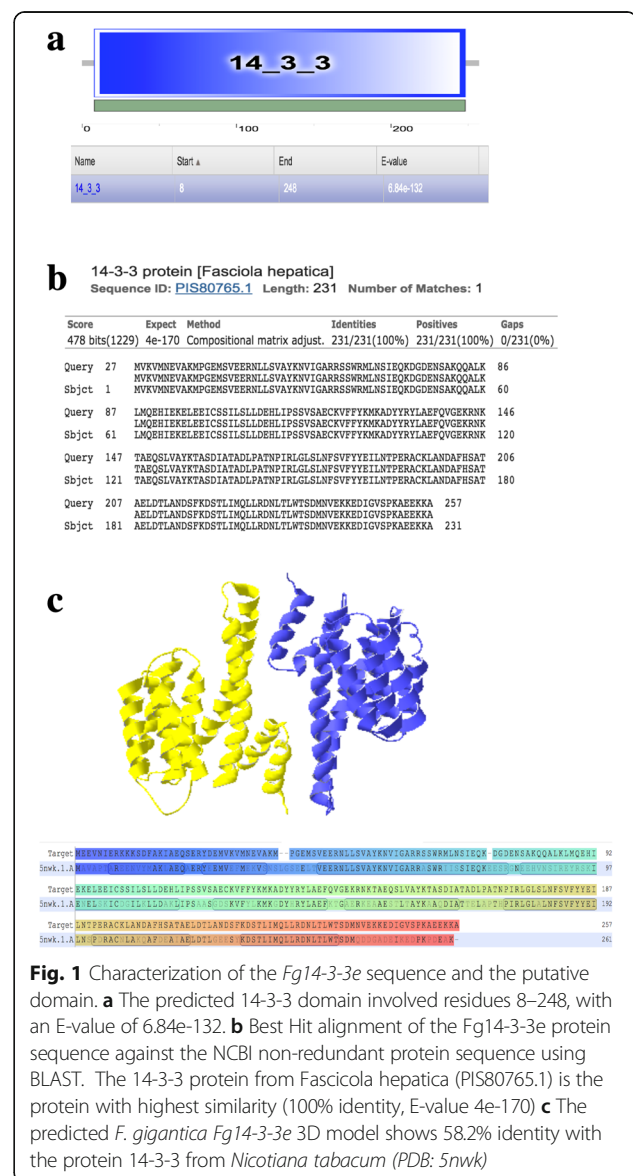 a
14_3_3
0 100 200
Name Start End E-value
14_3_3 8 248 6.84e-132
b
14-3-3 protein [Fasciola hepatica]
Sequence ID: PIS80765.1 Length: 231 Number of Matches: 1
Score Expect Method Identities Positives Gaps
478 bits(1229) 4e-170 Compositional matrix adjust. 231/231(100%) 231/231(100%) 0/231(0%)
Query 27 MVKVMNEVAKMPGEMSVEERNLLSVAYKNVIGARRSSWRMLNSIEQKDGDENSAKQQALK 86
MVKVMNEVAKMPGEMSVEERNLLSVAYKNVIGARRSSWRMLNSIEQKDGDENSAKQQALK
Sbjct 1 MVKVMNEVAKMPGEMSVEERNLLSVAYKNVIGARRSSWRMLNSIEQKDGDENSAKQQALK 60
Query 87 LMQEHIEKELEEICSSILSLLDEHLIPSSVSAECKVFFYKMKADYYRYLAEFQVGEKRNK 146
LMQEHIEKELEEICSSILSLLDEHLIPSSVSAECKVFFYKMKADYYRYLAEFQVGEKRNK
Sbjct 61 LMQEHIEKELEEICSSILSLLDEHLIPSSVSAECKVFFYKMKADYYRYLAEFQVGEKRNK 120
Query 147 TAEQSLVAYKTASDIATADLPATNPIRLGLSLNFSVFYYEILNTPERACKLANDAFHSAT 206
TAEQSLVAYKTASDIATADLPATNPIRLGLSLNFSVFYYEILNTPERACKLANDAFHSAT
Sbjct 121 TAEQSLVAYKTASDIATADLPATNPIRLGLSLNFSVFYYEILNTPERACKLANDAFHSAT 180
Query 207 AELDTLANDSFKDSTLIMQLLRDNLTLWTSDMNVEKKEDIGVSPKAEEKKA 257
AELDTLANDSFKDSTLIMQLLRDNLTLWTSDMNVEKKEDIGVSPKAEEKKA
Sbjct 181 AELDTLANDSFKDSTLIMQLLRDNLTLWTSDMNVEKKEDIGVSPKAEEKKA 231
c
Target 92
5nwk.1.A 97
Target EKELEEICSSILSLLDEHLIPSSVSAECKVFFYKMKADYYRYLAEFQVGEKRNKTAEQSLVAYKTASDIATADLPATNPIRLGLSLNFSVFYYEI 187
5nwk.1.A 192
Target LNTPERACKLANDAFHSATAELDTLANDSFKDSTLIMQLLRDNLTLWTSDMNVEKKEDIGVSPKAEEKKA 257
5nwk.1.A 261
Fig. 1 Characterization of the Fg14-3-3e sequence and the putative
domain. a The predicted 14-3-3 domain involved residues 8–248, with
an E-value of 6.84e-132. b Best Hit alignment of the Fg14-3-3e protein
sequence against the NCBI non-redundant protein sequence using
BLAST. The 14-3-3 protein from Fascicola hepatica (PIS80765.1) is the
protein with highest similarity (100% identity, E-value 4e-170) c The
predicted F. gigantica Fg14-3-3e 3D model shows 58.2% identity with
the protein 14-3-3 from Nicotiana tabacum (PDB: 5nwk)